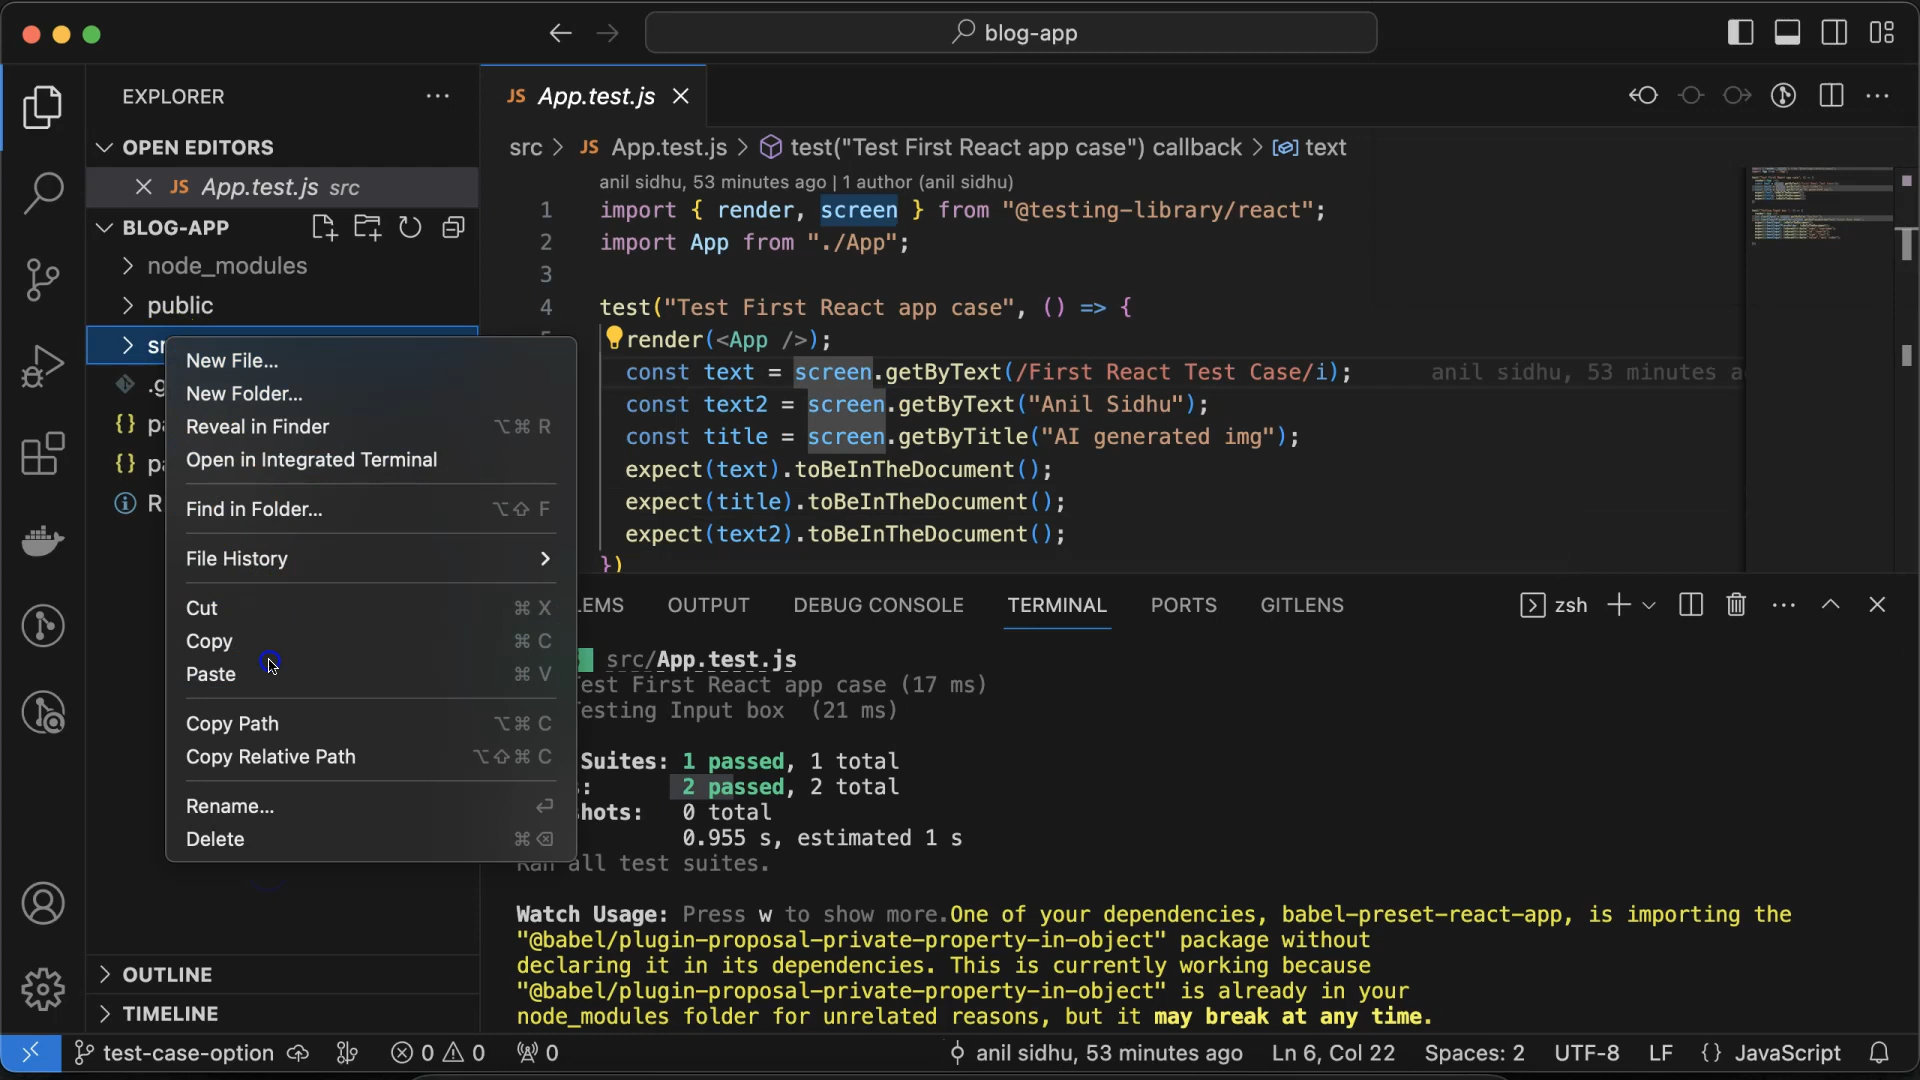 blog-app
EXPLORER
JS App.test.js
OPEN EDITORS
JS App.test.js src
BLOG-APP
node_modules
public
src > JS App.test.js > test("Test First React app case") callback > text
anil sidhu, 53 minutes ago | 1 author (anil sidhu)
1 import { render, screen } from "@testing-library/react";
2 import App from "./App";
3
4 test("Test First React app case", () => {
render(<App />);
const text = screen.getByText(/First React Test Case/i); anil sidhu, 53 minutes a
const text2 = screen.getByText("Anil Sidhu");
const title = screen.getByTitle("AI generated img");
expect(text).toBeInTheDocument();
expect(title).toBeInTheDocument();
expect(text2).toBeInTheDocument();
})
New File...
New Folder...
Reveal in Finder ⌥⌘ R
Open in Integrated Terminal
Find in Folder... ⌥⇧ F
File History
Cut ⌘ X
Copy ⌘ C
Paste ⌘ V
Copy Path ⌥⌘ C
Copy Relative Path ⌥⇧⌘ C
Rename... ⏎
Delete ⌘⌫
LEMS OUTPUT DEBUG CONSOLE TERMINAL PORTS GITLENS zsh
src/App.test.js
est First React app case (17 ms)
esting Input box (21 ms)
Suites: 1 passed, 1 total
: 2 passed, 2 total
hots: 0 total
0.955 s, estimated 1 s
Ran all test suites.
Watch Usage: Press w to show more.One of your dependencies, babel-preset-react-app, is importing the
"@babel/plugin-proposal-private-property-in-object" package without
declaring it in its dependencies. This is currently working because
"@babel/plugin-proposal-private-property-in-object" is already in your
node_modules folder for unrelated reasons, but it may break at any time.
OUTLINE
TIMELINE
test-case-option 0 0 0 anil sidhu, 53 minutes ago Ln 6, Col 22 Spaces: 2 UTF-8 LF {} JavaScript